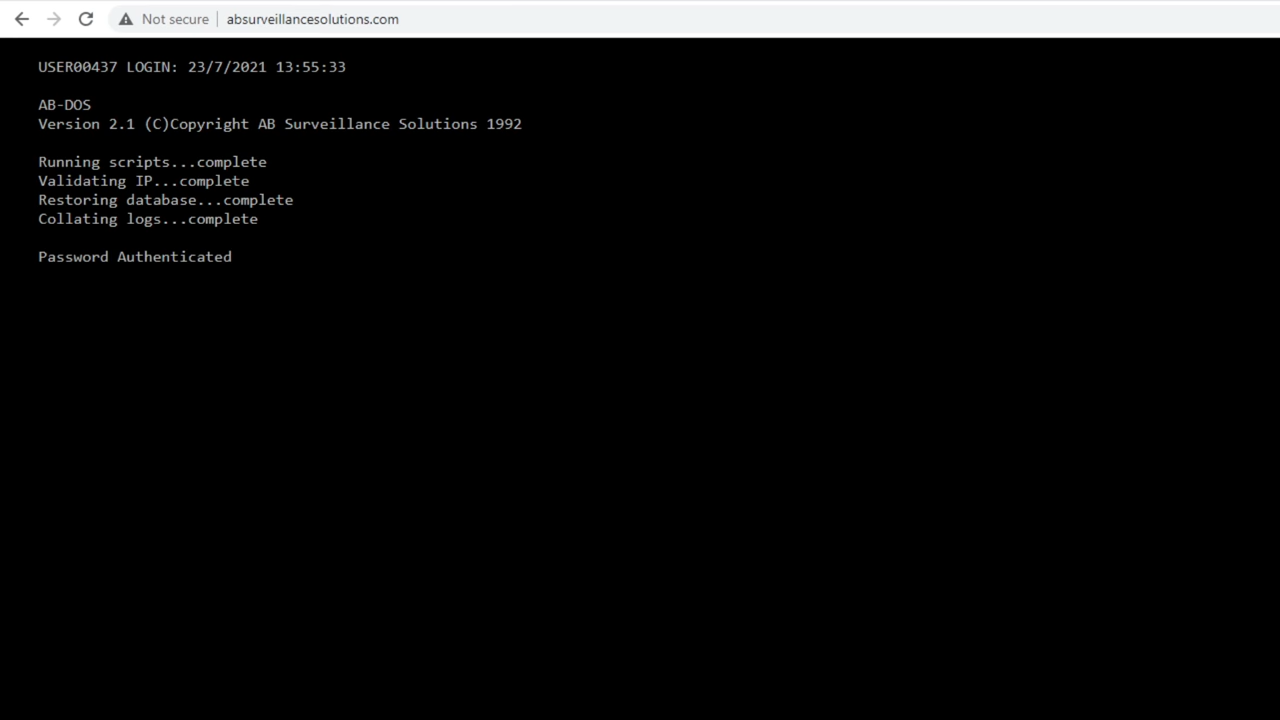 Not secure absurveillancesolutions.com
USER00437 LOGIN: 23/7/2021 13:55:33
AB-DOS
Version 2.1 (C)Copyright AB Surveillance Solutions 1992
Running scripts...complete
Validating IP...complete
Restoring database...complete
Collating logs...complete
Password Authenticated